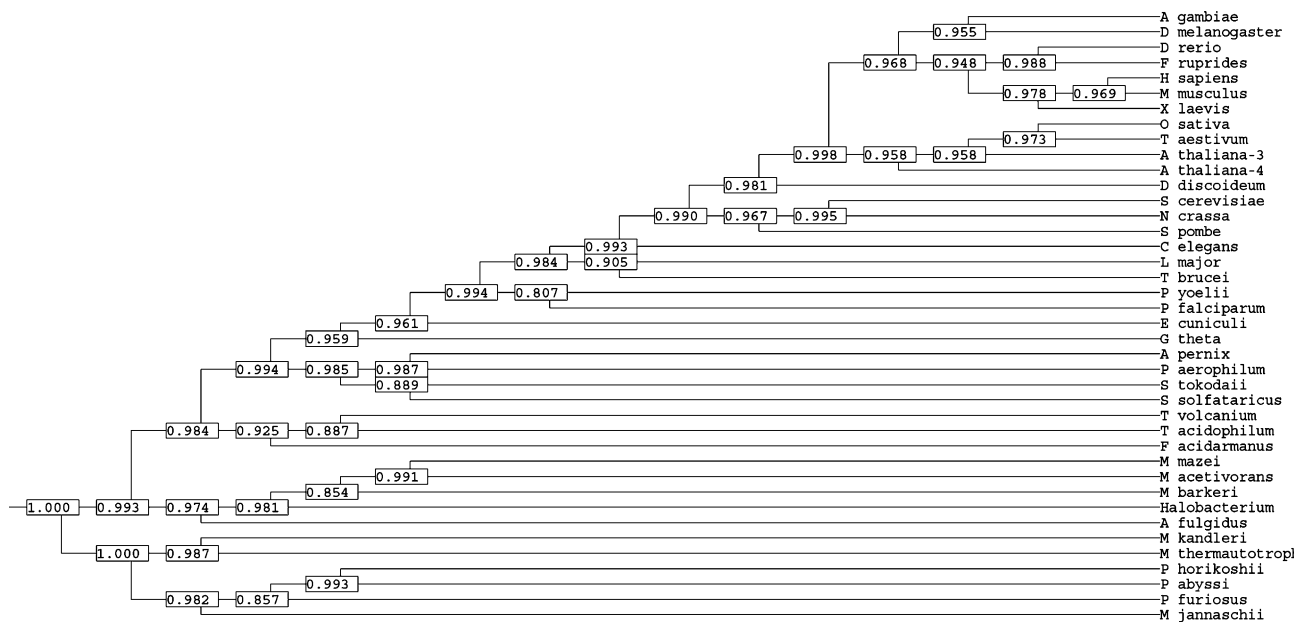 A gambiae
0.955 D melanogaster
D rerio
0.968 0.948 0.988 F ruprides
H sapiens
0.978 0.969 M musculus
X laevis
O sativa
0.973 T aestivum
0.998 0.958 0.958 A thaliana-3
A thaliana-4
0.981 D discoideum
S cerevisiae
0.990 0.967 0.995 N crassa
S pombe
0.993 C elegans
0.984 0.905 L major
T brucei
0.994 0.807 P yoelii
P falciparum
0.961 E cuniculi
0.959 G theta
A pernix
0.994 0.985 0.987 P aerophilum
0.889 S tokodaii
S solfataricus
T volcanium
0.984 0.925 0.887 T acidophilum
F acidarmanus
M mazei
0.991 M acetivorans
0.854 M barkeri
1.000 0.993 0.974 0.981 Halobacterium
A fulgidus
M kandleri
1.000 0.987 M thermautotroph
P horikoshii
0.993 P abyssi
0.982 0.857 P furiosus
M jannaschii